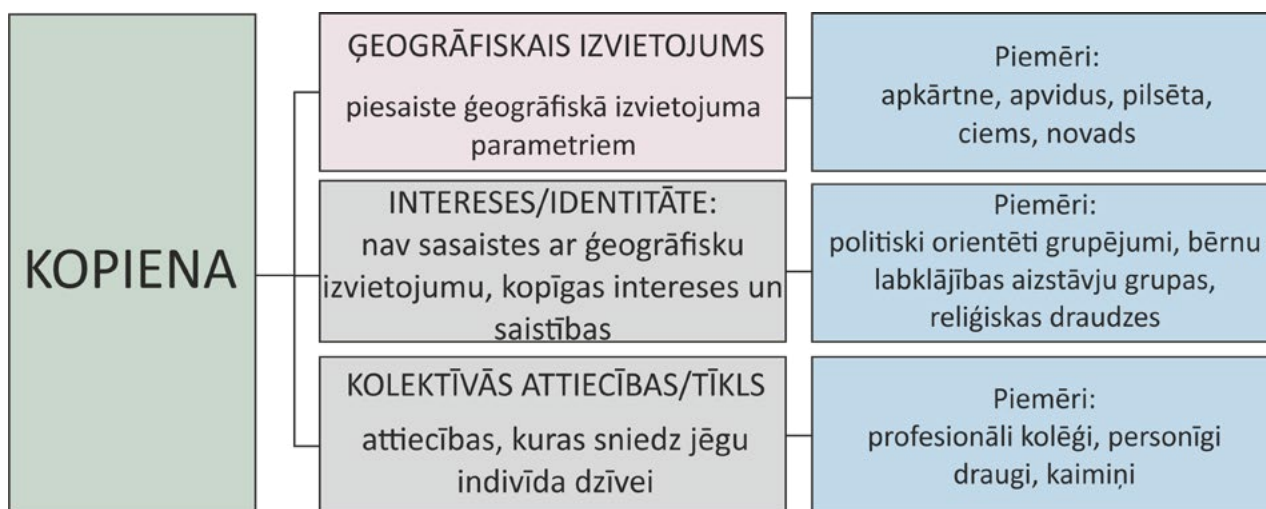 KOPIENA
ĢEOGRĀFISKAIS IZVIETOJUMS
piesaiste ģeogrāfiskā izvietojuma
parametriem
Piemēri:
apkārtne, apvidus, pilsēta,
ciems, novads
INTERESES/IDENTITĀTE:
nav sasaistes ar ģeogrāfisku
izvietojumu, kopīgas intereses un
saistības
Piemēri:
politiski orientēti grupējumi, bērnu
labklājības aizstāvju grupas,
reliģiskas draudzes
KOLEKTĪVĀS ATTIECĪBAS/TĪKLS
attiecības, kuras sniedz jēgu
indivīda dzīvei
Piemēri:
profesionāli kolēģi, personīgi
draugi, kaimiņi